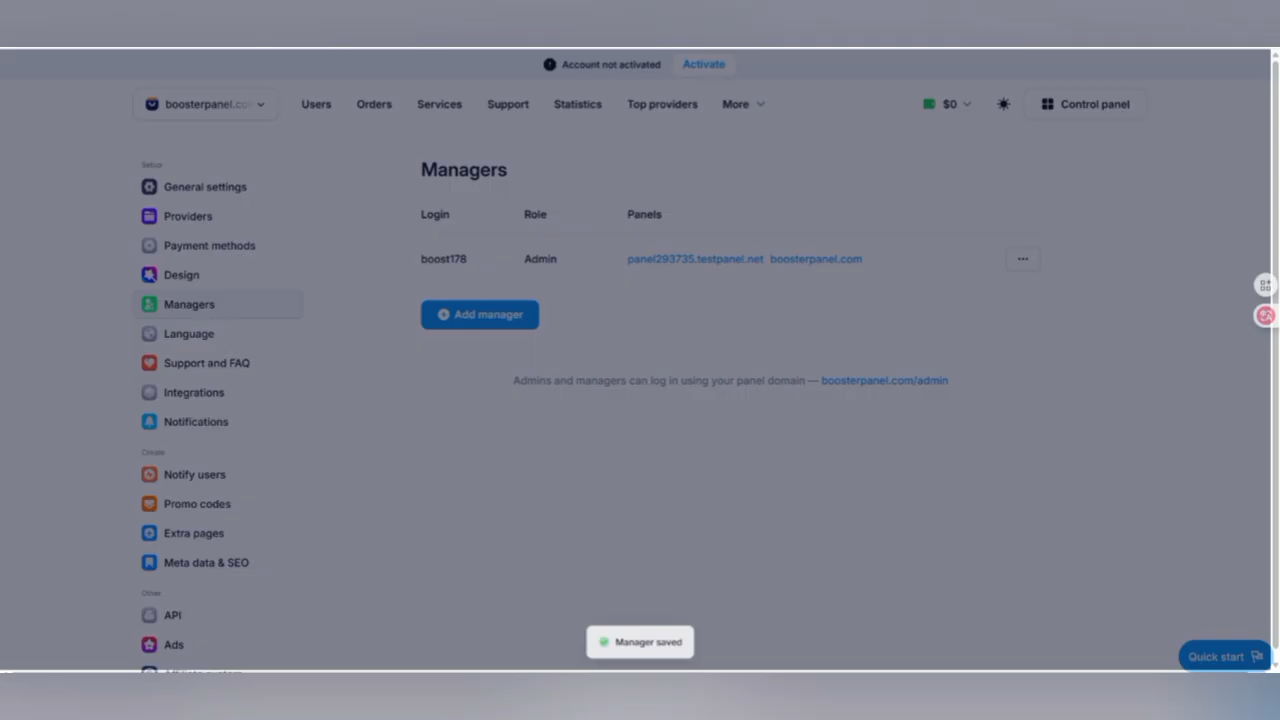 Account not activated Activate
boosterpanel.co
Users Orders Services Support Statistics Top providers More
$0
Control panel
Setup
General settings
Providers
Payment methods
Design
Managers
Language
Support and FAQ
Integrations
Notifications
Create
Notify users
Promo codes
Extra pages
Meta data & SEO
Other
API
Ads
Managers
Login Role Panels
boost178 Admin panel293735.testpanel.net boosterpanel.com
Add manager
Admins and managers can log in using your panel domain — boosterpanel.com/admin
Manager saved
Quick start